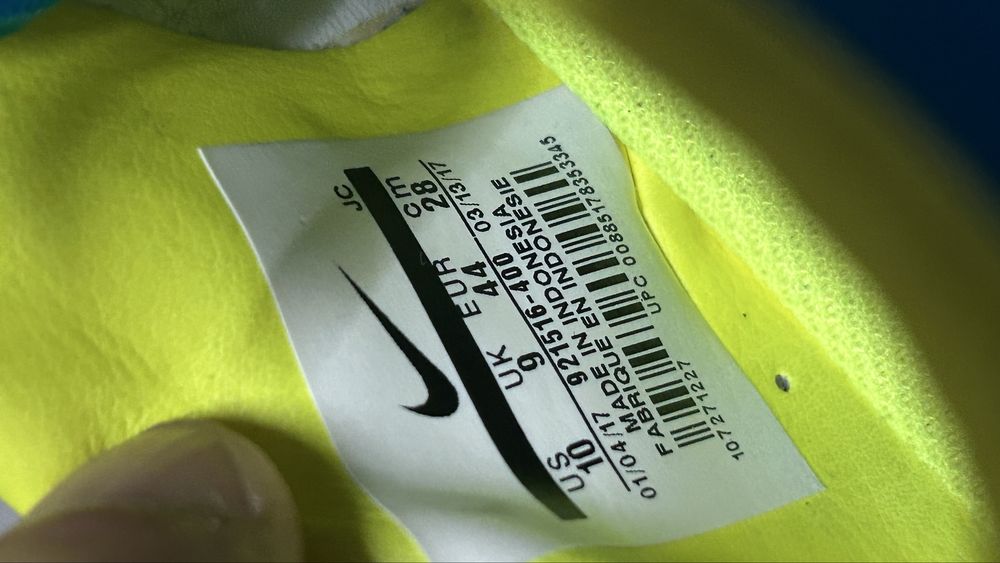 JC
US UK EUR cm
10 9 44 28
01/04/17 921516-400 03/13/17
MADE IN INDONESIA
FABRIQUE EN INDONESIE
UPC 00885178353345
107271227